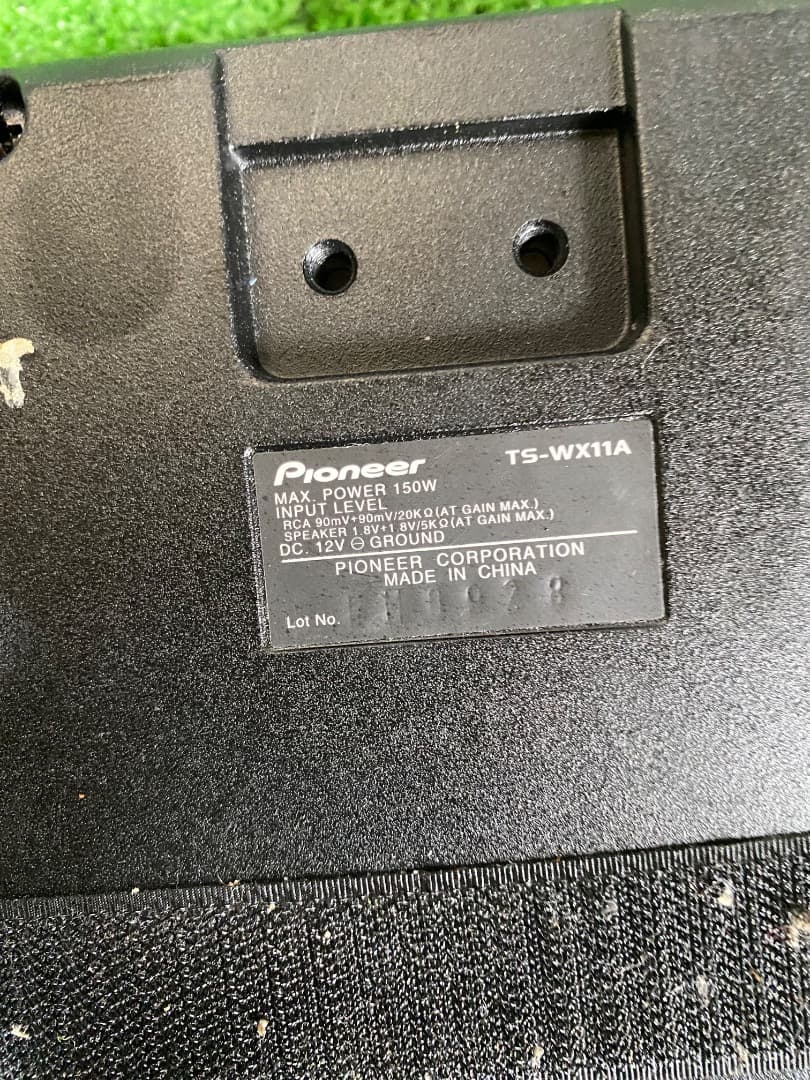 Pioneer TS-WX11A
MAX. POWER 150W
INPUT LEVEL
RCA 90mV+90mV/20KΩ(AT GAIN MAX.)
SPEAKER 1.8V+1.8V/5KΩ(AT GAIN MAX.)
DC. 12V ⊖ GROUND
PIONEER CORPORATION
MADE IN CHINA
Lot No.